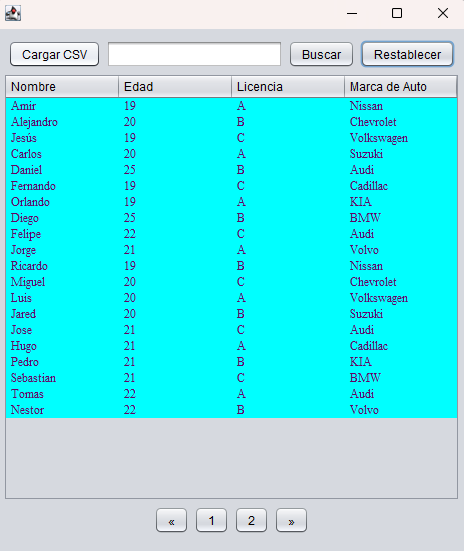 Cargar CSV Buscar Restablecer
Nombre Edad Licencia Marca de Auto
Amir 19 A Nissan
Alejandro 20 B Chevrolet
Jesús 19 C Volkswagen
Carlos 20 A Suzuki
Daniel 25 B Audi
Fernando 19 C Cadillac
Orlando 19 A KIA
Diego 25 B BMW
Felipe 22 C Audi
Jorge 21 A Volvo
Ricardo 19 B Nissan
Miguel 20 C Chevrolet
Luis 20 A Volkswagen
Jared 20 B Suzuki
Jose 21 C Audi
Hugo 21 A Cadillac
Pedro 21 B KIA
Sebastian 21 C BMW
Tomas 22 A Audi
Nestor 22 B Volvo
« 1 2 »